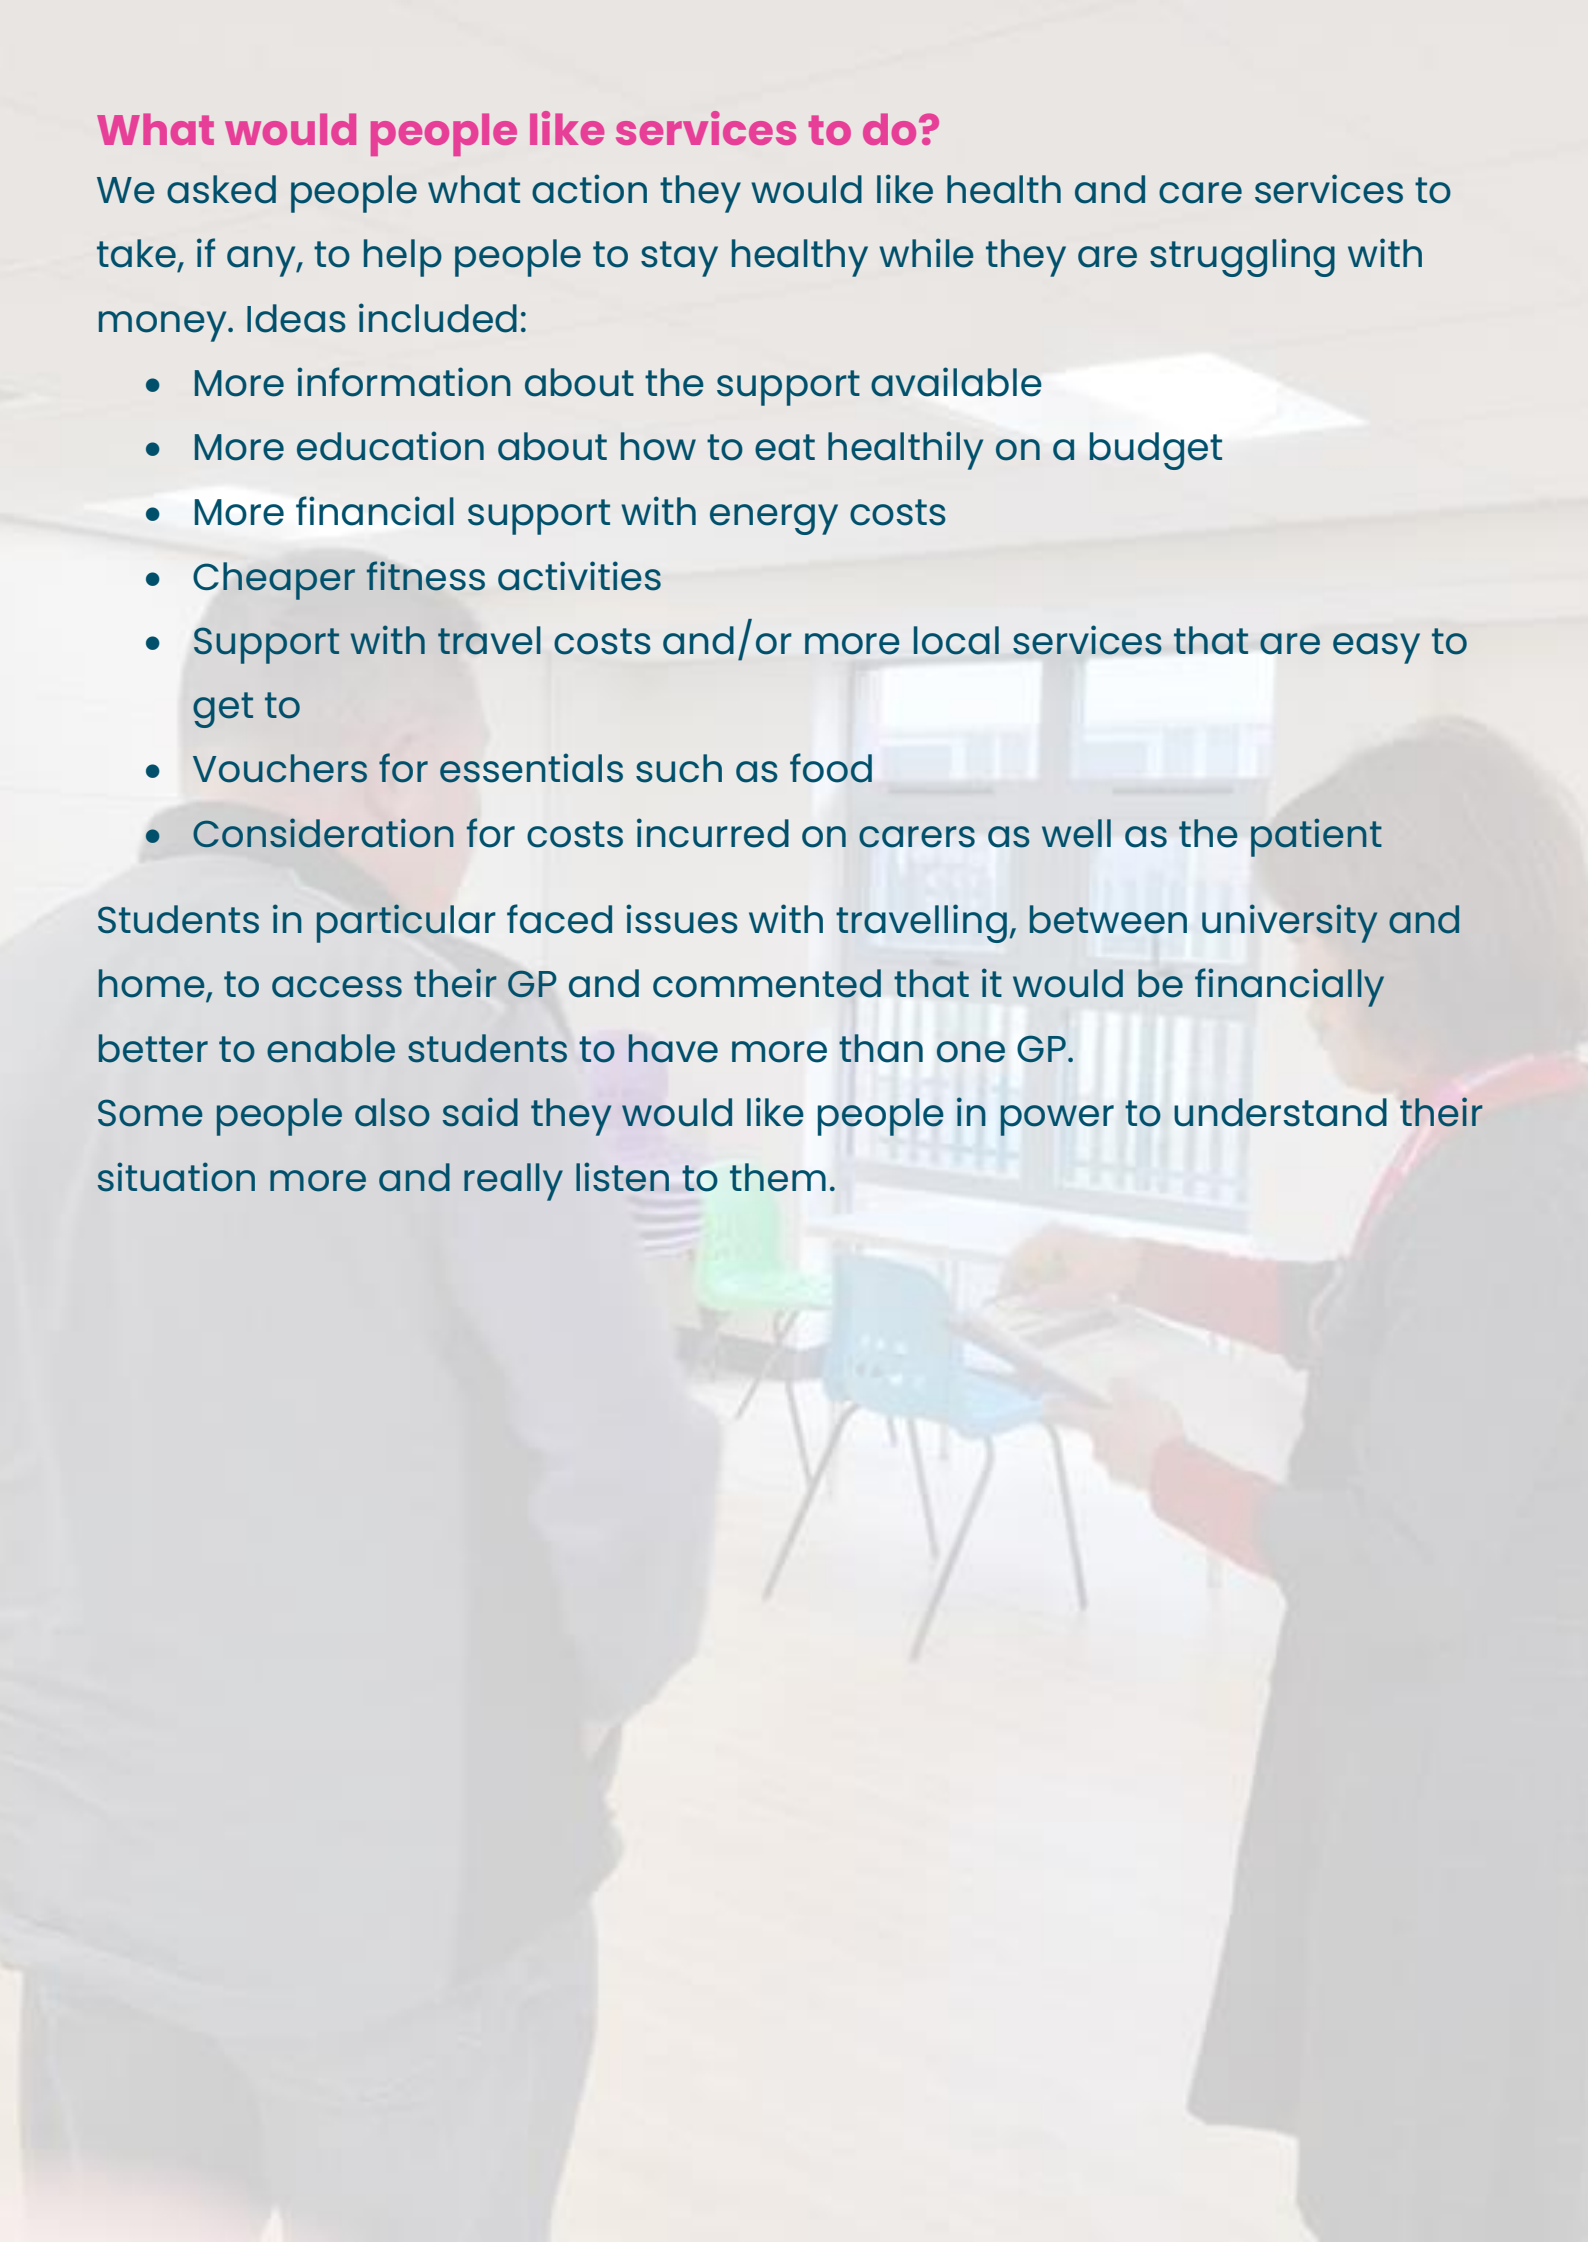 What would people like services to do?
We asked people what action they would like health and care services to
take, if any, to help people to stay healthy while they are struggling with
money. Ideas included:
• More information about the support available
• More education about how to eat healthily on a budget
• More financial support with energy costs
• Cheaper fitness activities
• Support with travel costs and/or more local services that are easy to
get to
• Vouchers for essentials such as food
• Consideration for costs incurred on carers as well as the patient
Students in particular faced issues with travelling, between university and
home, to access their GP and commented that it would be financially
better to enable students to have more than one GP.
Some people also said they would like people in power to understand their
situation more and really listen to them.